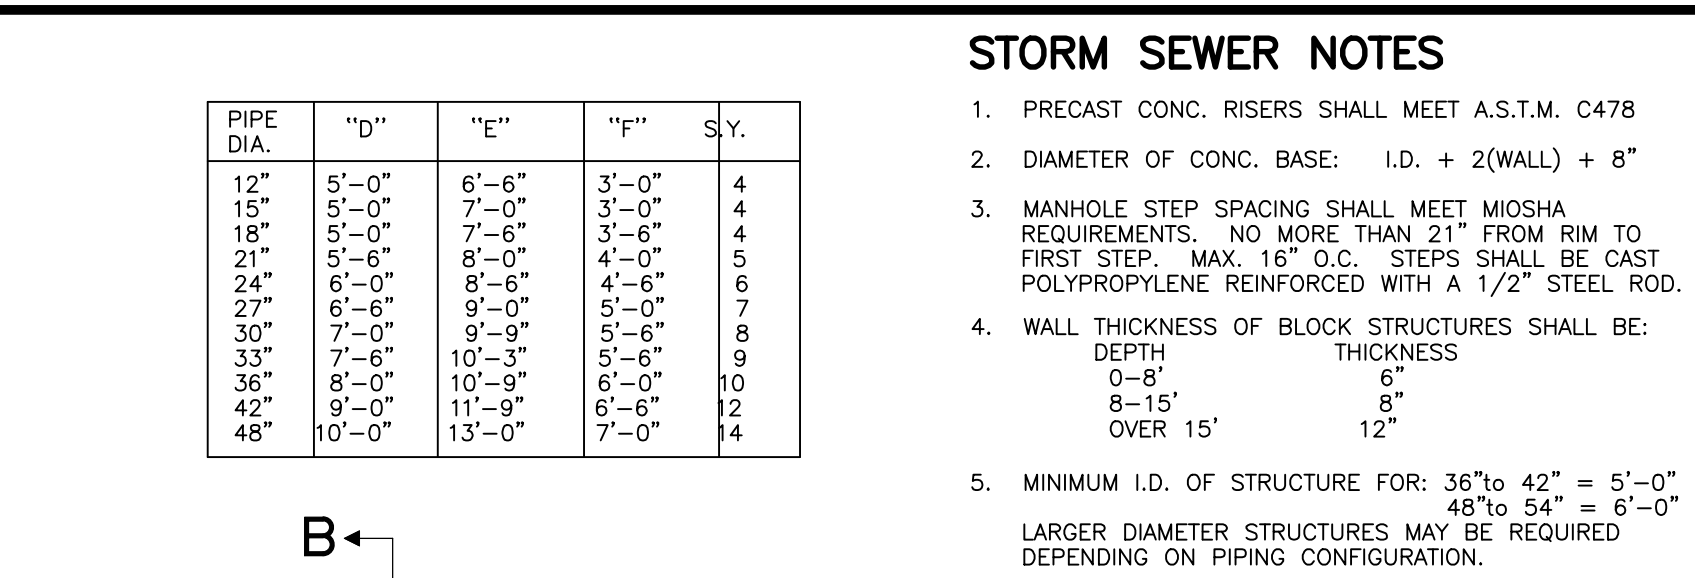 PIPE DIA. “D” “E” “F” S.Y.
12” 5’–0” 6’–6” 3’–0” 4
15” 5’–0” 7’–0” 3’–0” 4
18” 5’–0” 7’–6” 3’–6” 4
21” 5’–6” 8’–0” 4’–0” 5
24” 6’–0” 8’–6” 4’–6” 6
27” 6’–6” 9’–0” 5’–0” 7
30” 7’–0” 9’–9” 5’–6” 8
33” 7’–6” 10’–3” 5’–6” 9
36” 8’–0” 10’–9” 6’–0” 10
42” 9’–0” 11’–9” 6’–6” 12
48” 10’–0” 13’–0” 7’–0” 14
B
STORM SEWER NOTES
1. PRECAST CONC. RISERS SHALL MEET A.S.T.M. C478
2. DIAMETER OF CONC. BASE: I.D. + 2(WALL) + 8”
3. MANHOLE STEP SPACING SHALL MEET MIOSHA
REQUIREMENTS. NO MORE THAN 21” FROM RIM TO
FIRST STEP. MAX. 16” O.C. STEPS SHALL BE CAST
POLYPROPYLENE REINFORCED WITH A 1/2” STEEL ROD.
4. WALL THICKNESS OF BLOCK STRUCTURES SHALL BE:
DEPTH THICKNESS
0–8’ 6”
8–15’ 8”
OVER 15’ 12”
5. MINIMUM I.D. OF STRUCTURE FOR: 36”to 42” = 5’–0”
48”to 54” = 6’–0”
LARGER DIAMETER STRUCTURES MAY BE REQUIRED
DEPENDING ON PIPING CONFIGURATION.